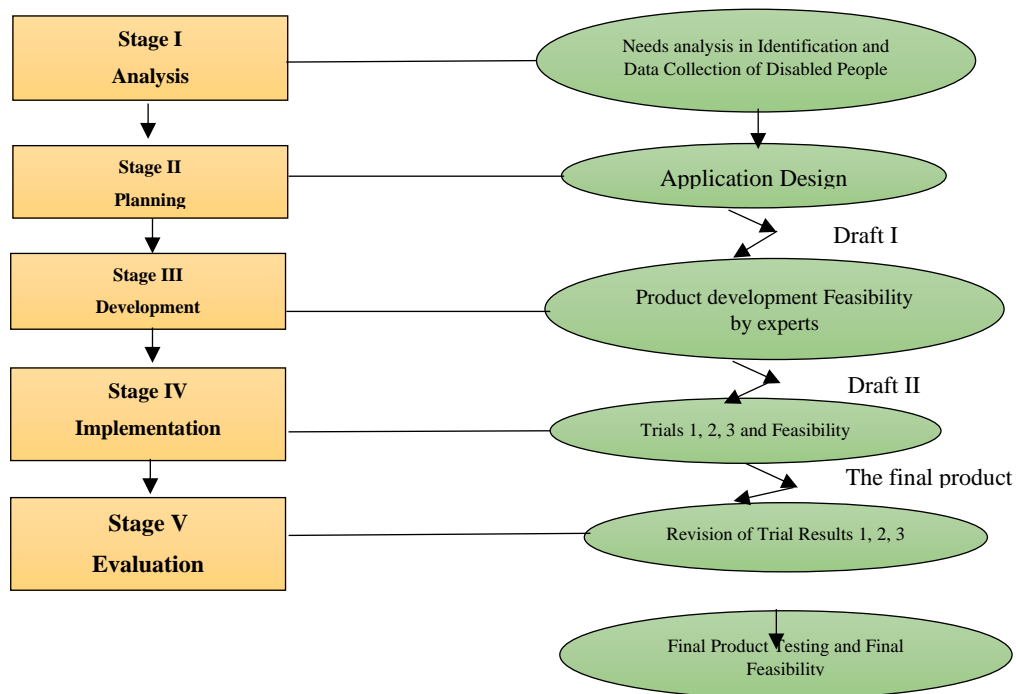 Stage I
Analysis
Needs analysis in Identification and
Data Collection of Disabled People
Stage II
Planning
Application Design
Draft I
Stage III
Development
Product development Feasibility
by experts
Draft II
Stage IV
Implementation
Trials 1, 2, 3 and Feasibility
The final product
Stage V
Evaluation
Revision of Trial Results 1, 2, 3
Final Product Testing and Final
Feasibility